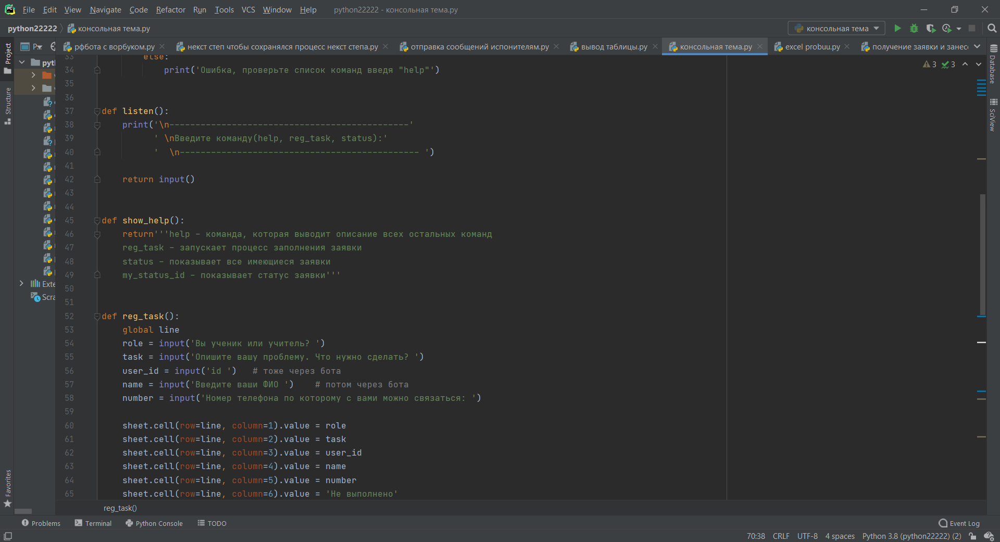 File Edit View Navigate Code Refactor Run Tools VCS Window Help python22222 - консольная тема.py
python22222 консольная тема.py консольная тема
Project P... рфбота с ворбуком.py некст степ чтобы сохранялся процесс некст степа.py отправка сообщений испонителям.py вывод таблицы.py консольная тема.py excel probuu.py получение заявки и занес
33 else:
34 print('Ошибка, проверьте список команд введя "help"')
35
36
37 def listen():
38 print('\n----------------------------------------------'
39 ' \nВведите команду(help, reg_task, status):'
40 '  \n---------------------------------------------- ')
41
42 return input()
43
44
45 def show_help():
46 return'''help - команда, которая выводит описание всех остальных команд
47 reg_task - запускает процесс заполнения заявки
48 status - показывает все имеющиеся заявки
49 my_status_id - показывает статус заявки'''
50
51
52 def reg_task():
53 global line
54 role = input('Вы ученик или учитель? ')
55 task = input('Опишите вашу проблему. Что нужно сделать? ')
56 user_id = input('id ')   # тоже через бота
57 name = input('Введите ваши ФИО ')    # потом через бота
58 number = input('Номер телефона по которому с вами можно связаться: ')
59
60 sheet.cell(row=line, column=1).value = role
61 sheet.cell(row=line, column=2).value = task
62 sheet.cell(row=line, column=3).value = user_id
63 sheet.cell(row=line, column=4).value = name
64 sheet.cell(row=line, column=5).value = number
65 sheet.cell(row=line, column=6).value = 'Не выполнено'
pyt
Exte
Scra
Structure
Favorites
3 3
Database
SciView
reg_task()
Problems Terminal Python Console TODO Event Log
70:38 CRLF UTF-8 4 spaces Python 3.8 (python22222) (2)